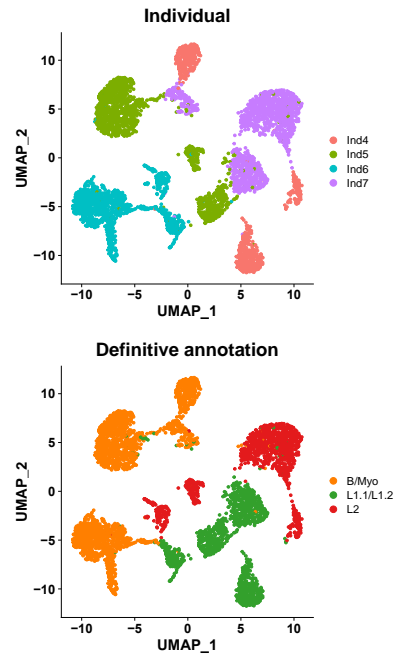 Individual
10
5
0
−5
−10
UMAP_2
−10
−5
0
5
10
UMAP_1
Ind4
Ind5
Ind6
Ind7
Definitive annotation
10
5
0
−5
−10
UMAP_2
−10
−5
0
5
10
UMAP_1
B/Myo
L1.1/L1.2
L2